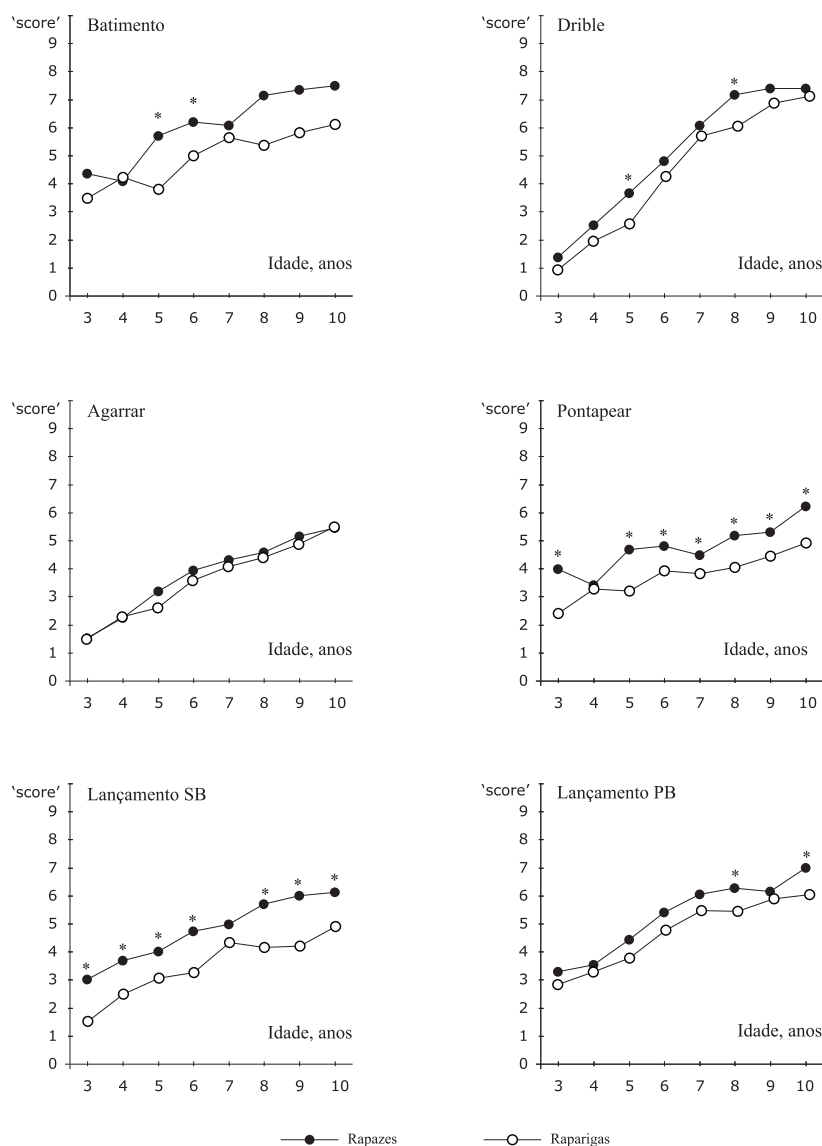 ‘score’
Batimento
9
8
7
6
5
4
3
2
1
0
* *
Idade, anos
3 4 5 6 7 8 9 10
‘score’
Drible
9
8
7
6
5
4
3
2
1
0
* *
Idade, anos
3 4 5 6 7 8 9 10
‘score’
Agarrar
9
8
7
6
5
4
3
2
1
0
Idade, anos
3 4 5 6 7 8 9 10
‘score’
Pontapear
9
8
7
6
5
4
3
2
1
0
* * * * * * *
Idade, anos
3 4 5 6 7 8 9 10
‘score’
Lançamento SB
9
8
7
6
5
4
3
2
1
0
* * * * * * *
Idade, anos
3 4 5 6 7 8 9 10
‘score’
Lançamento PB
9
8
7
6
5
4
3
2
1
0
* *
Idade, anos
3 4 5 6 7 8 9 10
Rapazes Raparigas